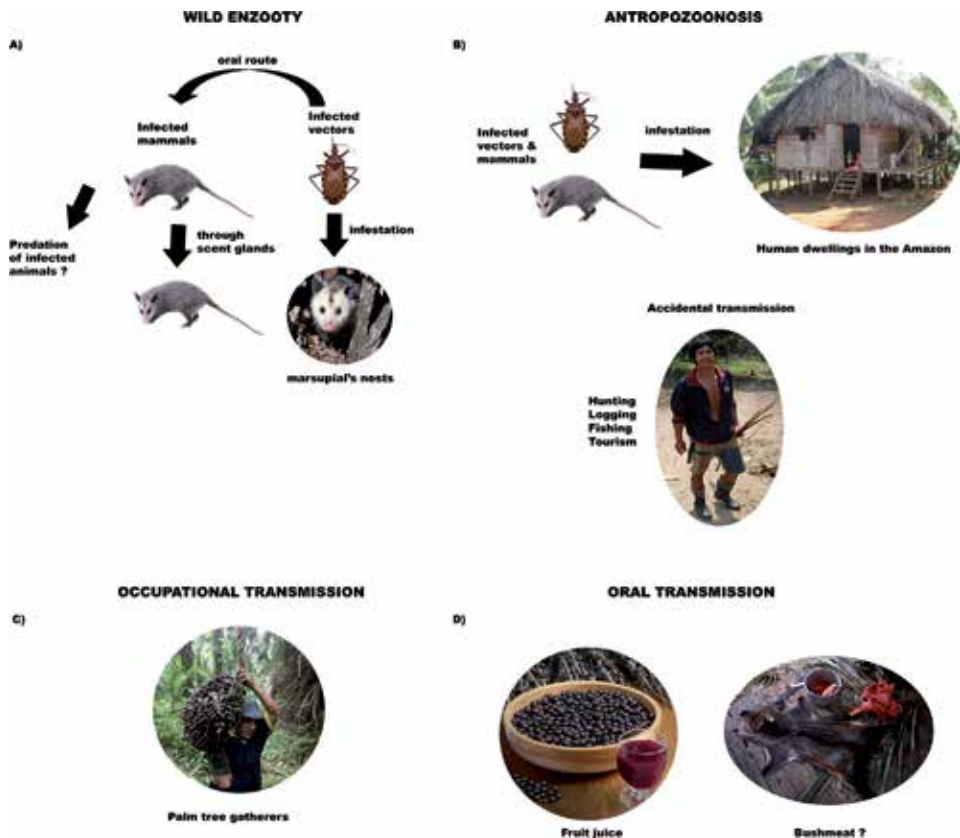 WILD ENZOOTY
A)
oral route
Infected
mammals
Infected
vectors
through
scent glands
infestation
Predation
of infected
animals ?
marsupial's nests
ANTROPOZOONOSIS
B)
Infected
vectors &
mammals
infestation
Human dwellings in the Amazon
Accidental transmission
Hunting
Logging
Fishing
Tourism
OCCUPATIONAL TRANSMISSION
C)
Palm tree gatherers
ORAL TRANSMISSION
D)
Fruit juice
Bushmeat ?